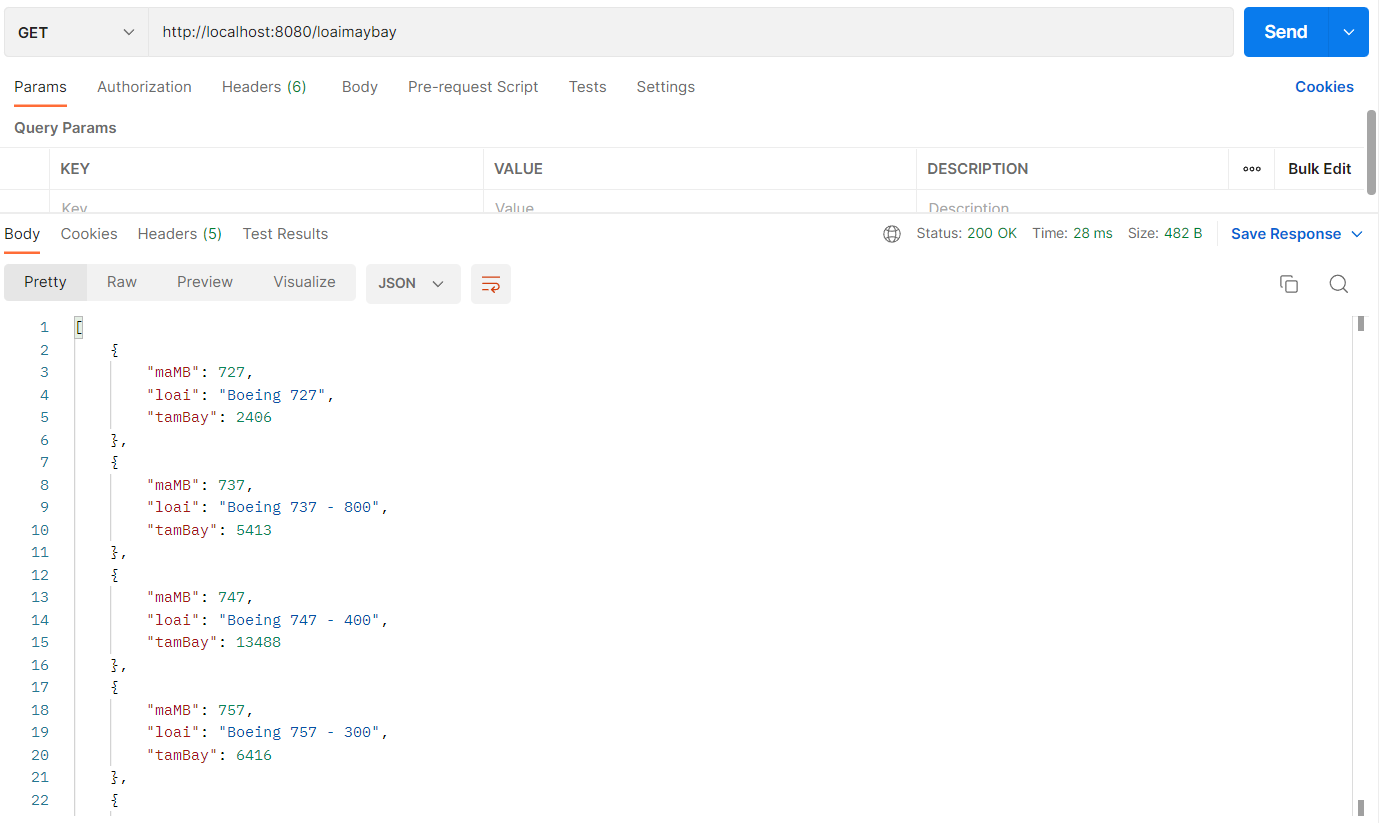 GET http://localhost:8080/loaimaybay Send
Params Authorization Headers (6) Body Pre-request Script Tests Settings Cookies
Query Params
KEY VALUE DESCRIPTION ooo Bulk Edit
Key Value Description
Body Cookies Headers (5) Test Results Status: 200 OK Time: 28 ms Size: 482 B Save Response
Pretty Raw Preview Visualize JSON
1 [
2 {
3 "maMB": 727,
4 "loai": "Boeing 727",
5 "tamBay": 2406
6 },
7 {
8 "maMB": 737,
9 "loai": "Boeing 737 - 800",
10 "tamBay": 5413
11 },
12 {
13 "maMB": 747,
14 "loai": "Boeing 747 - 400",
15 "tamBay": 13488
16 },
17 {
18 "maMB": 757,
19 "loai": "Boeing 757 - 300",
20 "tamBay": 6416
21 },
22 {